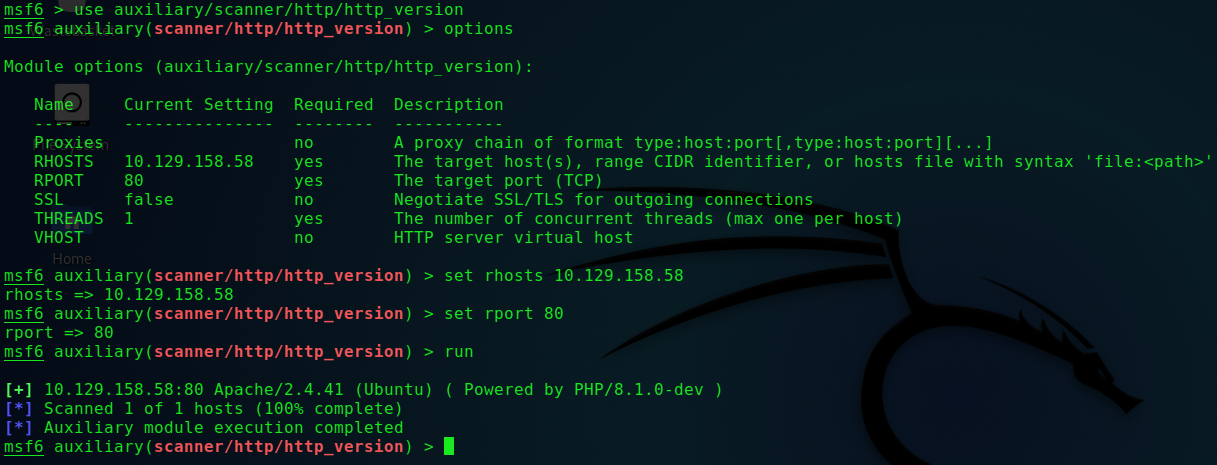 msf6 > use auxiliary/scanner/http/http_version
msf6 auxiliary(scanner/http/http_version) > options
Module options (auxiliary/scanner/http/http_version):
Name Current Setting Required Description
---- --------------- -------- -----------
Proxies no A proxy chain of format type:host:port[,type:host:port][...]
RHOSTS 10.129.158.58 yes The target host(s), range CIDR identifier, or hosts file with syntax 'file:<path>'
RPORT 80 yes The target port (TCP)
SSL false no Negotiate SSL/TLS for outgoing connections
THREADS 1 yes The number of concurrent threads (max one per host)
VHOST no HTTP server virtual host
Home
msf6 auxiliary(scanner/http/http_version) > set rhosts 10.129.158.58
rhosts => 10.129.158.58
msf6 auxiliary(scanner/http/http_version) > set rport 80
rport => 80
msf6 auxiliary(scanner/http/http_version) > run
[+] 10.129.158.58:80 Apache/2.4.41 (Ubuntu) ( Powered by PHP/8.1.0-dev )
[*] Scanned 1 of 1 hosts (100% complete)
[*] Auxiliary module execution completed
msf6 auxiliary(scanner/http/http_version) >